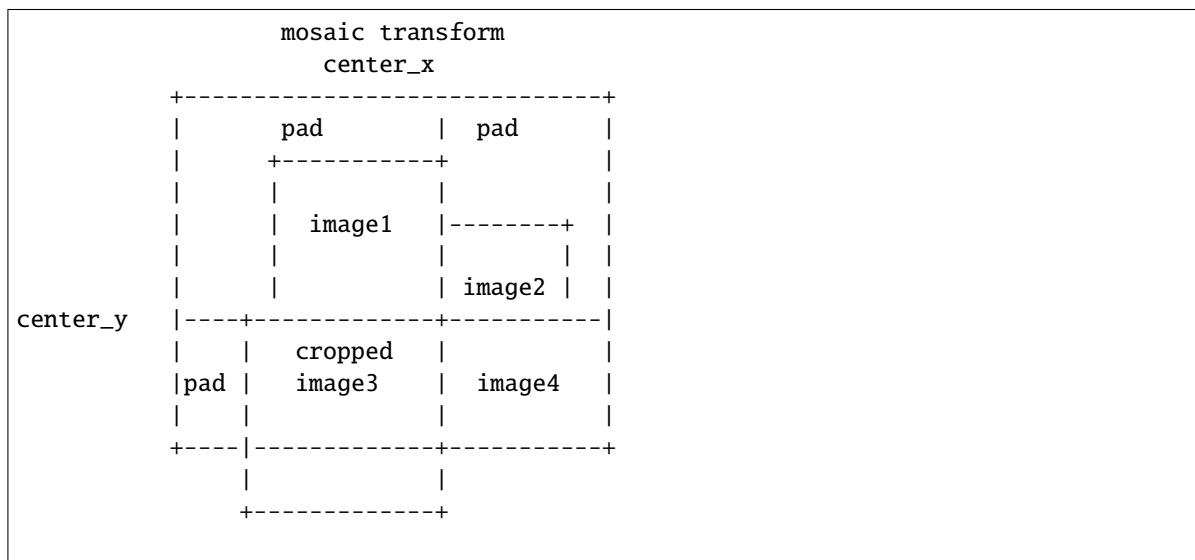 mosaic transform
center_x
+------------------------------+
|       pad        |  pad      |
|      +-----------+           |
|      |           |           |
|      |  image1   |--------+  |
|      |           |        |  |
|      |           | image2 |  |
center_y   |----+-------------+-----------|
|    |   cropped   |           |
|pad |   image3    |  image4   |
|    |             |           |
+----|-------------+-----------+
|             |
+-------------+